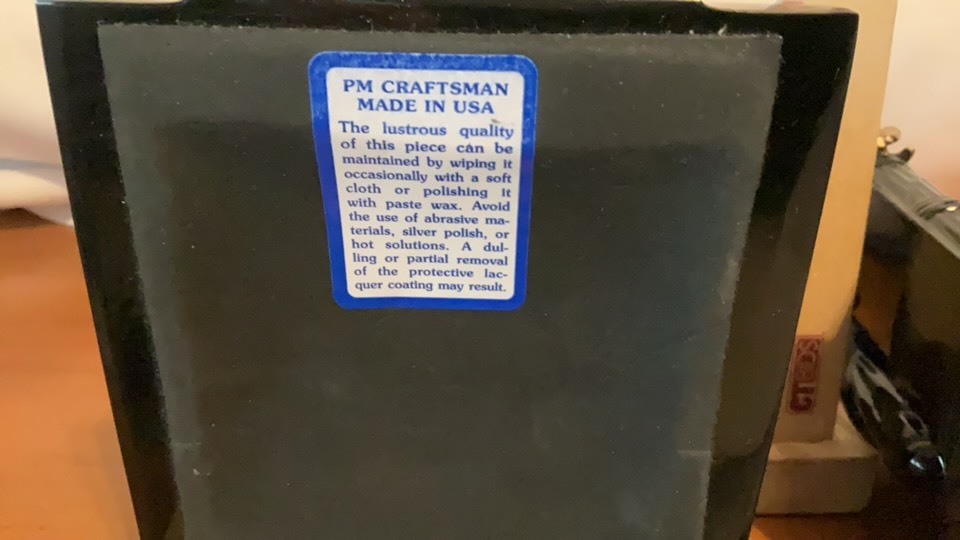 PM CRAFTSMAN
MADE IN USA
The lustrous quality
of this piece can be
maintained by wiping it
occasionally with a soft
cloth or polishing it
with paste wax. Avoid
the use of abrasive ma-
terials, silver polish, or
hot solutions. A dul-
ling or partial removal
of the protective lac-
quer coating may result.